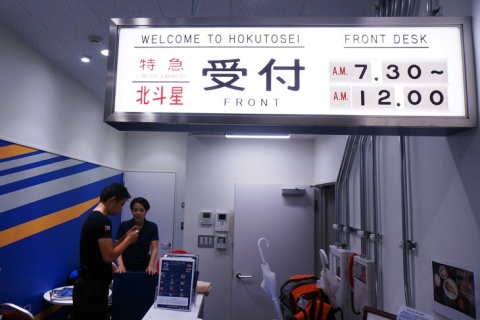 WELCOME TO HOKUTOSEI
FRONT DESK
特急
LIMITED EXPRESS
北斗星
受付
FRONT
A.M. 7.30~
A.M. 12.00